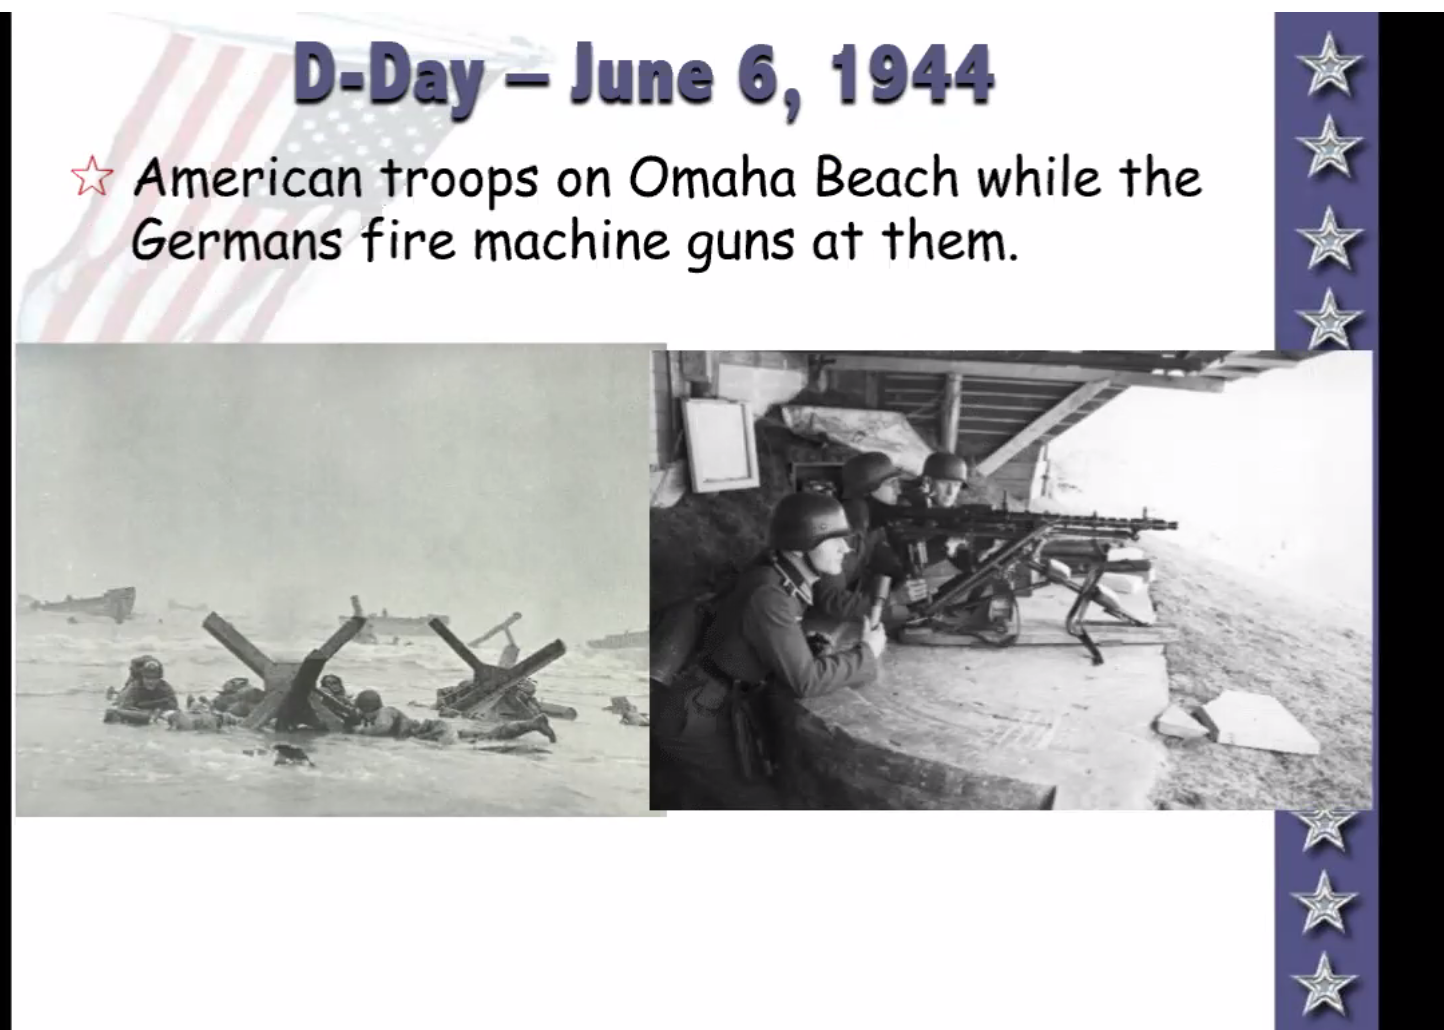 D-Day – June 6, 1944
American troops on Omaha Beach while the
Germans fire machine guns at them.